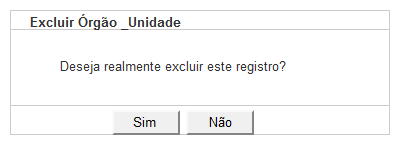 Excluir Órgão _Unidade
Deseja realmente excluir este registro?
Sim Não